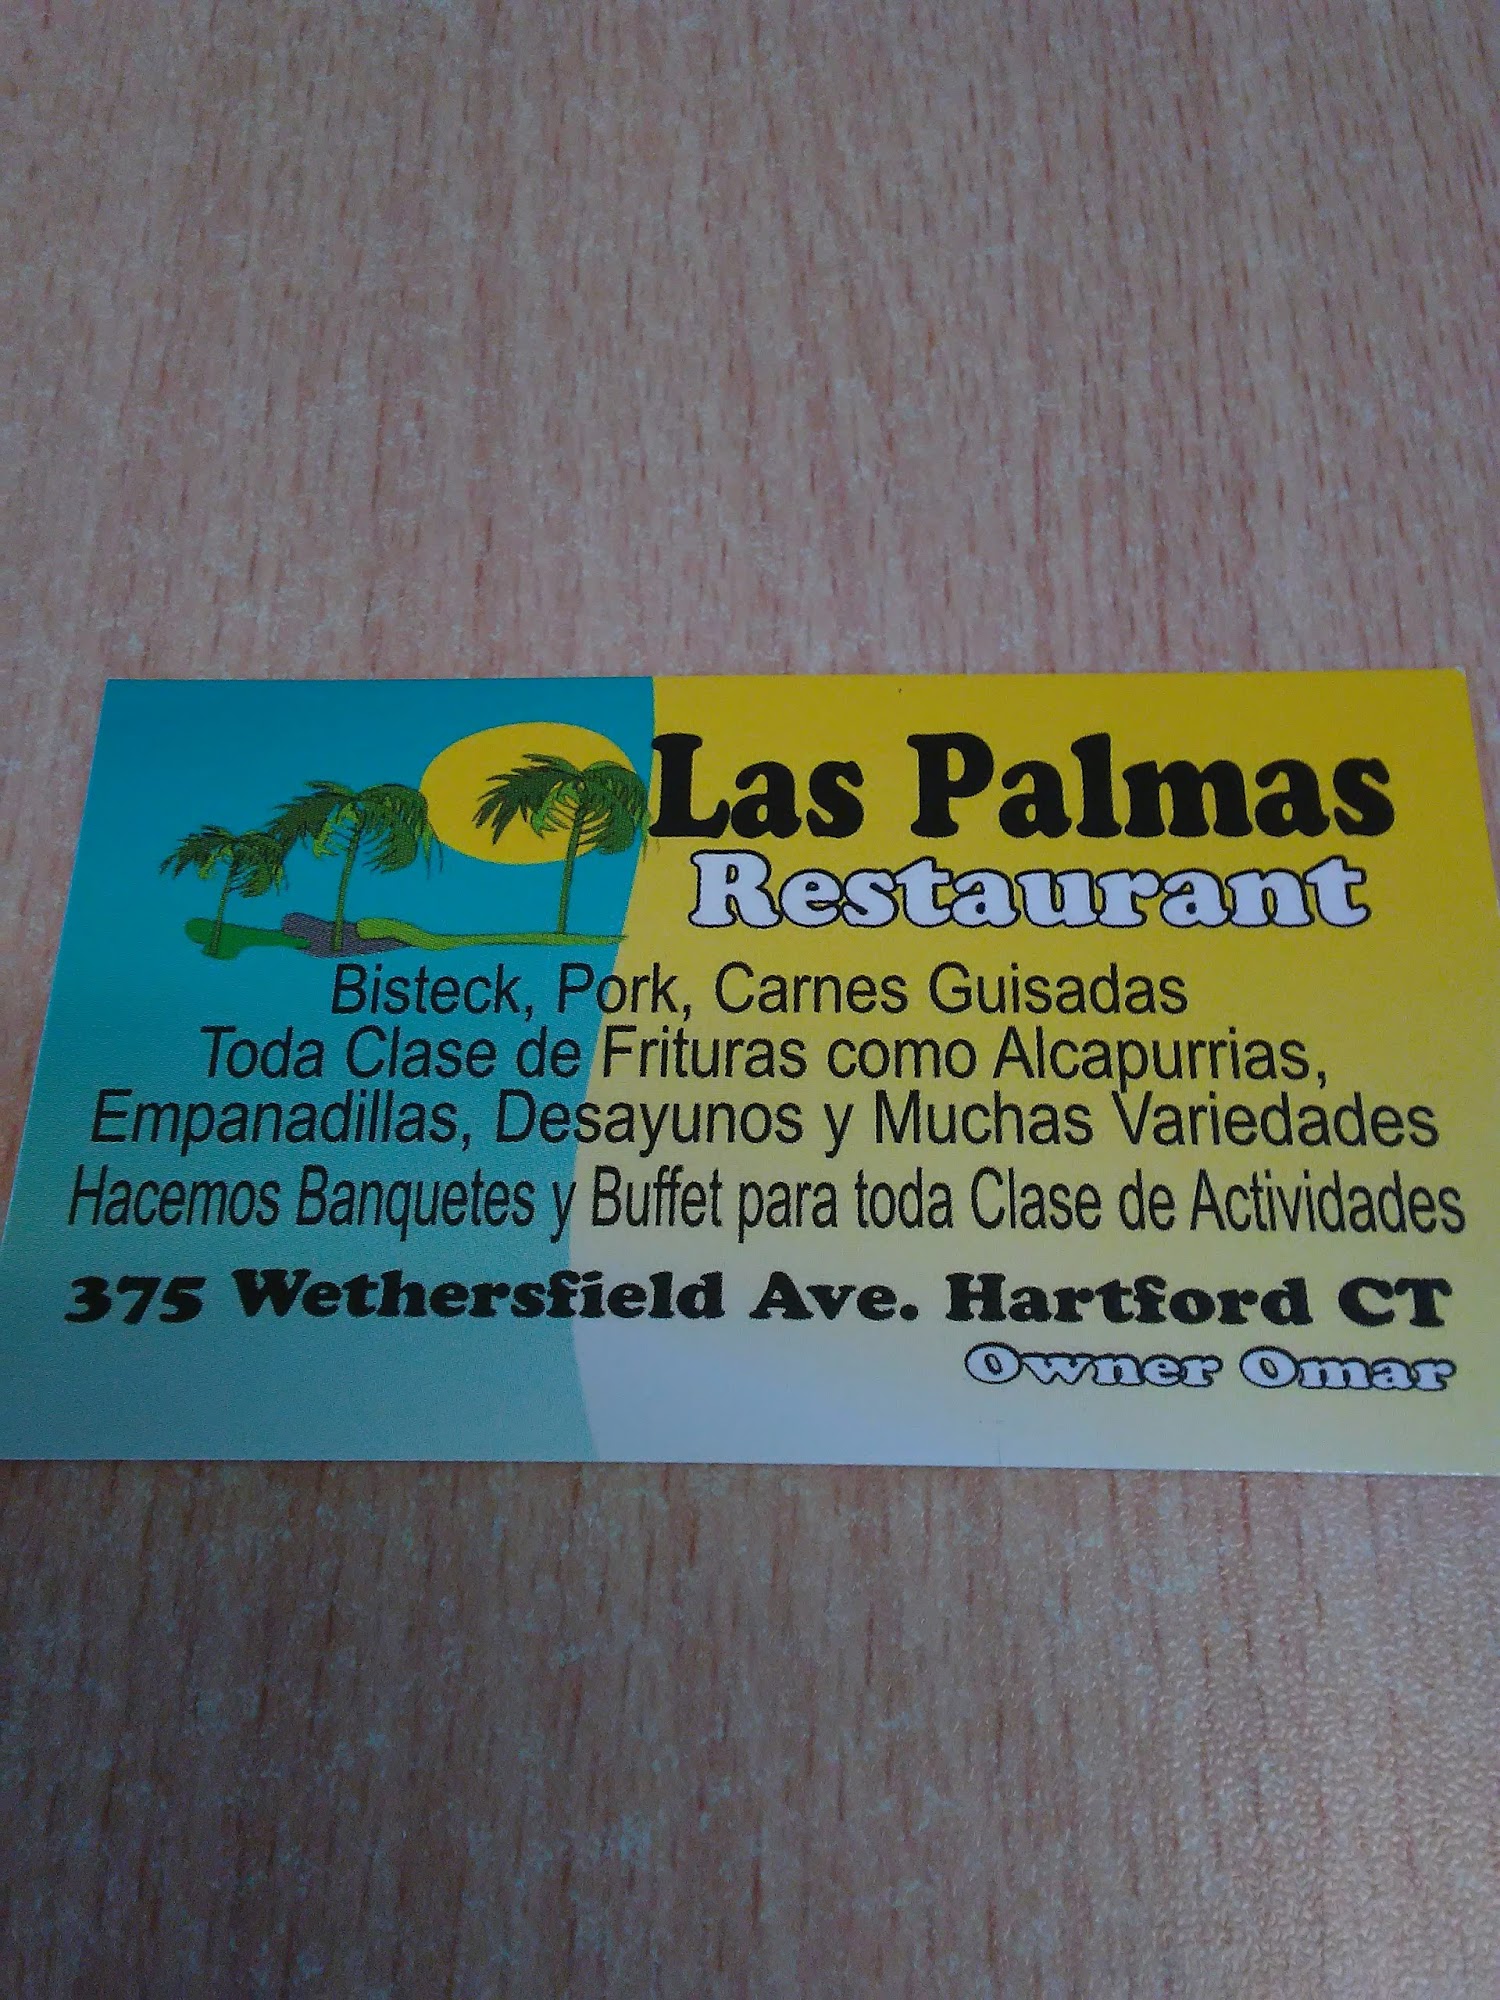 Las Palmas
Restaurant
Bisteck, Pork, Carnes Guisadas
Toda Clase de Frituras como Alcapurrias,
Empanadillas, Desayunos y Muchas Variedades
Hacemos Banquetes y Buffet para toda Clase de Actividades
375 Wethersfield Ave. Hartford CT
Owner Omar